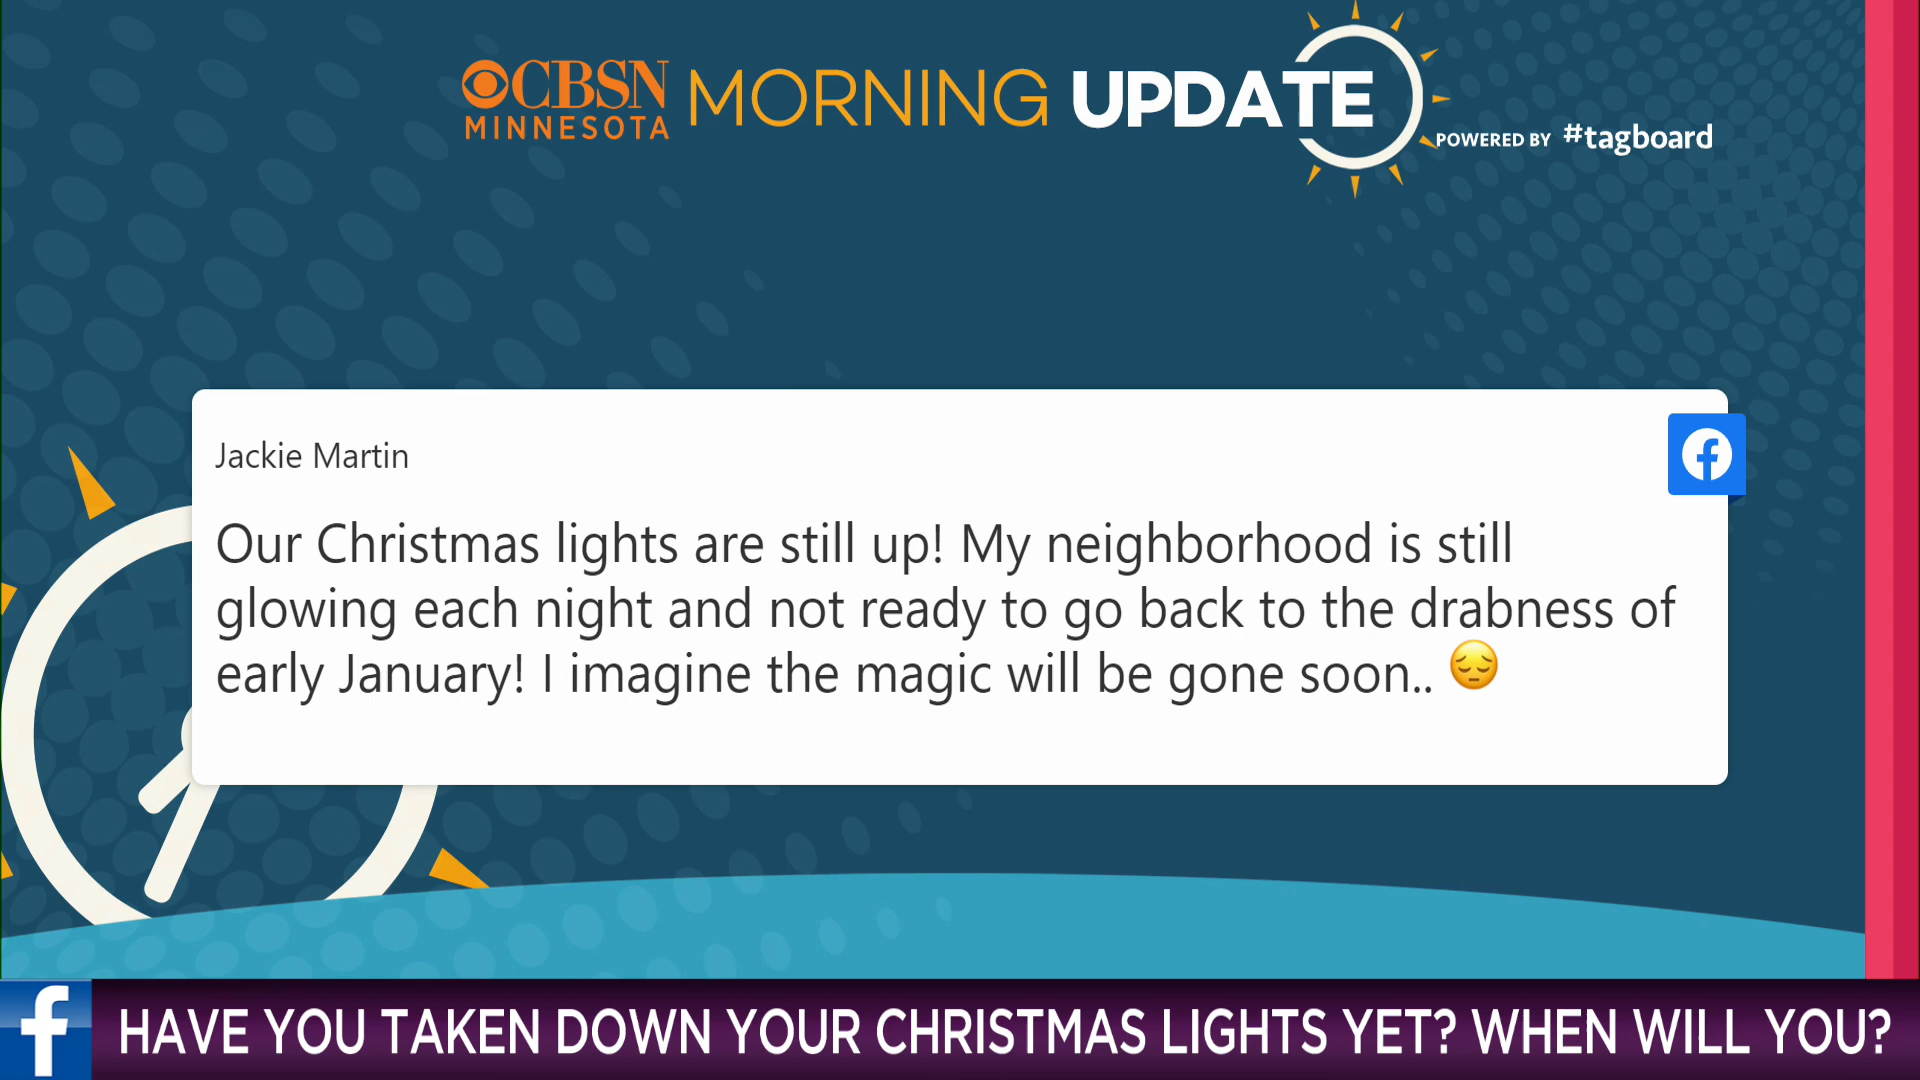 CBSN
MINNESOTA
MORNING UPDATE
POWERED BY #tagboard
Jackie Martin
Our Christmas lights are still up! My neighborhood is still
glowing each night and not ready to go back to the drabness of
early January! I imagine the magic will be gone soon.. 😔
HAVE YOU TAKEN DOWN YOUR CHRISTMAS LIGHTS YET? WHEN WILL YOU?